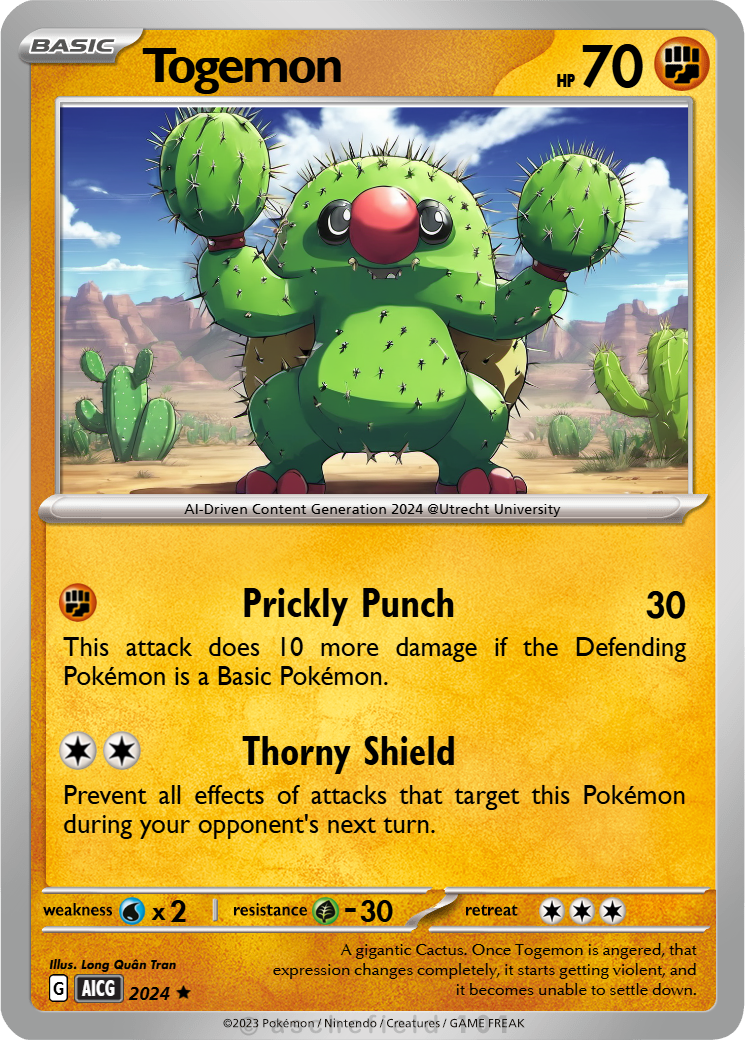 BASIC
Togemon
HP 70
AI-Driven Content Generation 2024 @Utrecht University
Prickly Punch 30
This attack does 10 more damage if the Defending
Pokémon is a Basic Pokémon.
Thorny Shield
Prevent all effects of attacks that target this Pokémon
during your opponent's next turn.
weakness x 2 | resistance -30 retreat
A gigantic Cactus. Once Togemon is angered, that
expression changes completely, it starts getting violent, and
it becomes unable to settle down.
Illus. Long Quân Tran
G AICG 2024
©2023 Pokémon / Nintendo / Creatures / GAME FREAK